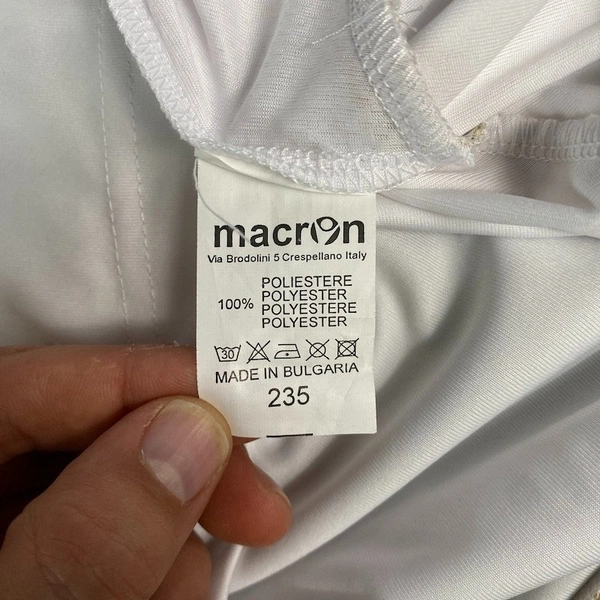 macron
Via Brodolini 5 Crespellano Italy
100%
POLIESTERE
POLYESTER
POLYESTERE
POLYESTER
30
MADE IN BULGARIA
235